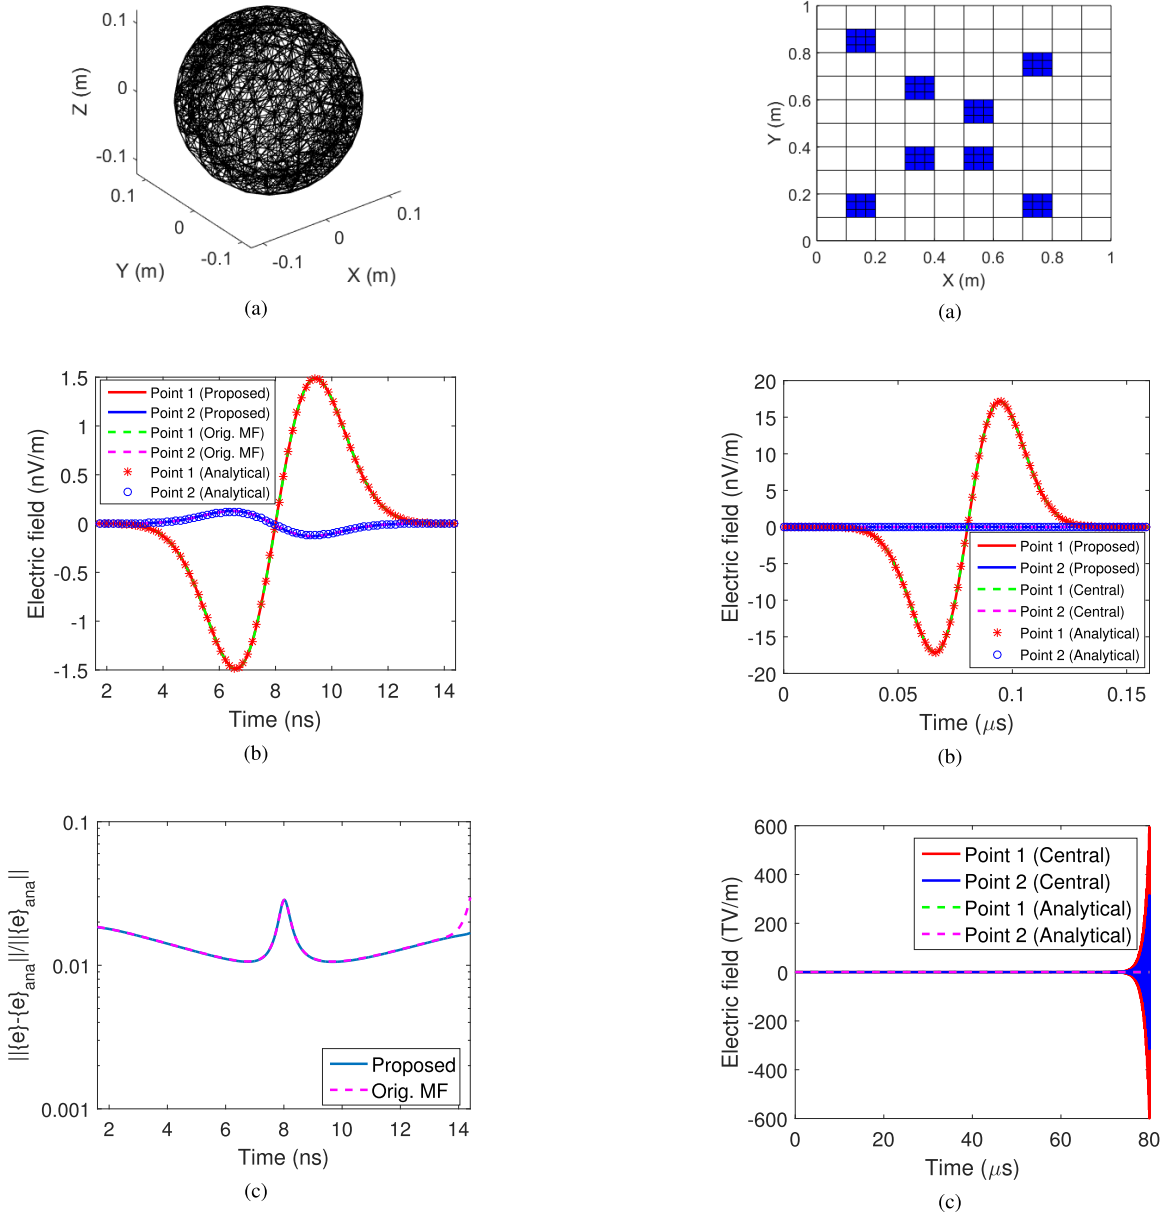 0.1
0
-0.1
Z (m)
0.1
0
-0.1
Y (m)
-0.1
0
0.1
X (m)
(a)
1.5
1
0.5
0
-0.5
-1
-1.5
Electric field (nV/m)
Point 1 (Proposed)
Point 2 (Proposed)
Point 1 (Orig. MF)
Point 2 (Orig. MF)
Point 1 (Analytical)
Point 2 (Analytical)
2 4 6 8 10 12 14
Time (ns)
(b)
0.1
0.01
0.001
||{e}-{e}ana||/||{e}ana||
Proposed
Orig. MF
2 4 6 8 10 12 14
Time (ns)
(c)
1
0.8
0.6
0.4
0.2
0
Y (m)
0 0.2 0.4 0.6 0.8 1
X (m)
(a)
20
15
10
5
0
-5
-10
-15
-20
Electric field (nV/m)
Point 1 (Proposed)
Point 2 (Proposed)
Point 1 (Central)
Point 2 (Central)
Point 1 (Analytical)
Point 2 (Analytical)
0 0.05 0.1 0.15
Time (μs)
(b)
600
400
200
0
-200
-400
-600
Electric field (TV/m)
Point 1 (Central)
Point 2 (Central)
Point 1 (Analytical)
Point 2 (Analytical)
0 20 40 60 80
Time (μs)
(c)